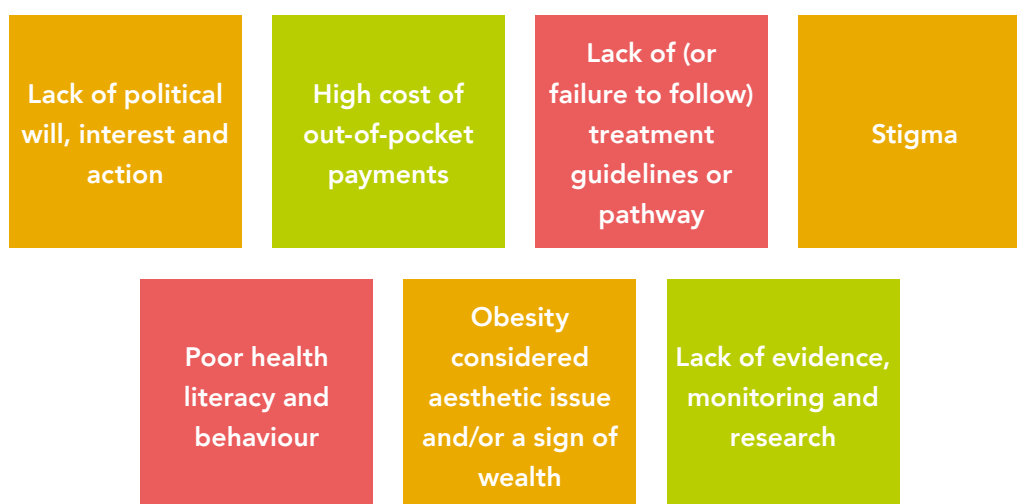 Lack of political
will, interest and
action
High cost of
out-of-pocket
payments
Lack of (or
failure to follow)
treatment
guidelines or
pathway
Stigma
Poor health
literacy and
behaviour
Obesity
considered
aesthetic issue
and/or a sign of
wealth
Lack of evidence,
monitoring and
research